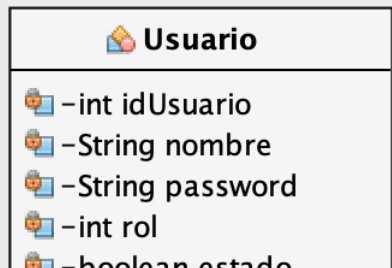 Usuario
-int idUsuario
-String nombre
-String password
-int rol
-boolean estado